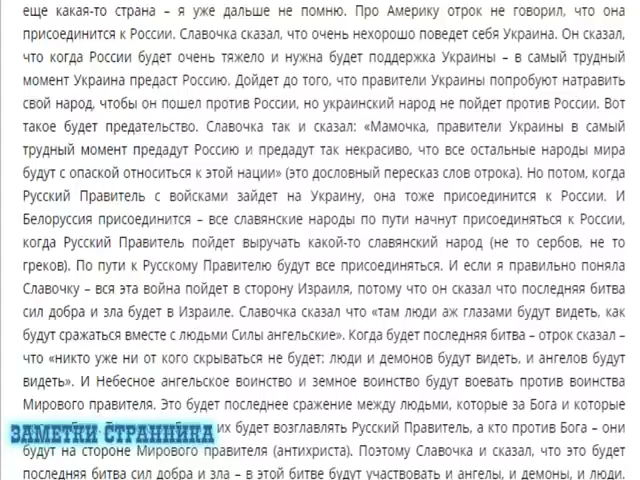 еще какая-то страна – я уже дальше не помню. Про Америку отрок не говорил, что она
присоединится к России. Славочка сказал, что очень нехорошо поведет себя Украина. Он сказал,
что когда России будет очень тяжело и нужна будет поддержка Украины – в самый трудный
момент Украина предаст Россию. Дойдет до того, что правители Украины попробуют натравить
свой народ, чтобы он пошел против России, но украинский народ не пойдет против России. Вот
такое будет предательство. Славочка так и сказал: «Мамочка, правители Украины в самый
трудный момент предадут Россию и предадут так некрасиво, что все остальные народы мира
будут с опаской относиться к этой нации» (это дословный пересказ слов отрока). Но потом, когда
Русский Правитель с войсками зайдет на Украину, она тоже присоединится к России. И
Белоруссия присоединится – все славянские народы по пути начнут присоединяться к России,
когда Русский Правитель пойдет выручать какой-то славянский народ (не то сербов, не то
греков). По пути к Русскому Правителю будут все присоединяться. И если я правильно поняла
Славочку – вся эта война пойдет в сторону Израиля, потому что он сказал что последняя битва
сил добра и зла будет в Израиле. Славочка сказал что «там люди аж глазами будут видеть, как
будут сражаться вместе с людьми Силы ангельские». Когда будет последняя битва – отрок сказал –
что «никто уже ни от кого скрываться не будет: люди и демонов будут видеть, и ангелов будут
видеть». И Небесное ангельское воинство и земное воинство будут воевать против воинства
Мирового правителя. Это будет последнее сражение между людьми, которые за Бога и которые
их будет возглавлять Русский Правитель, а кто против Бога – они
ЗАМЕТКИ СТРАННИКА
будут на стороне Мирового правителя (антихриста). Поэтому Славочка и сказал, что это будет
последняя битва сил добра и зла – в этой битве будут участвовать и ангелы, и демоны, и люди.